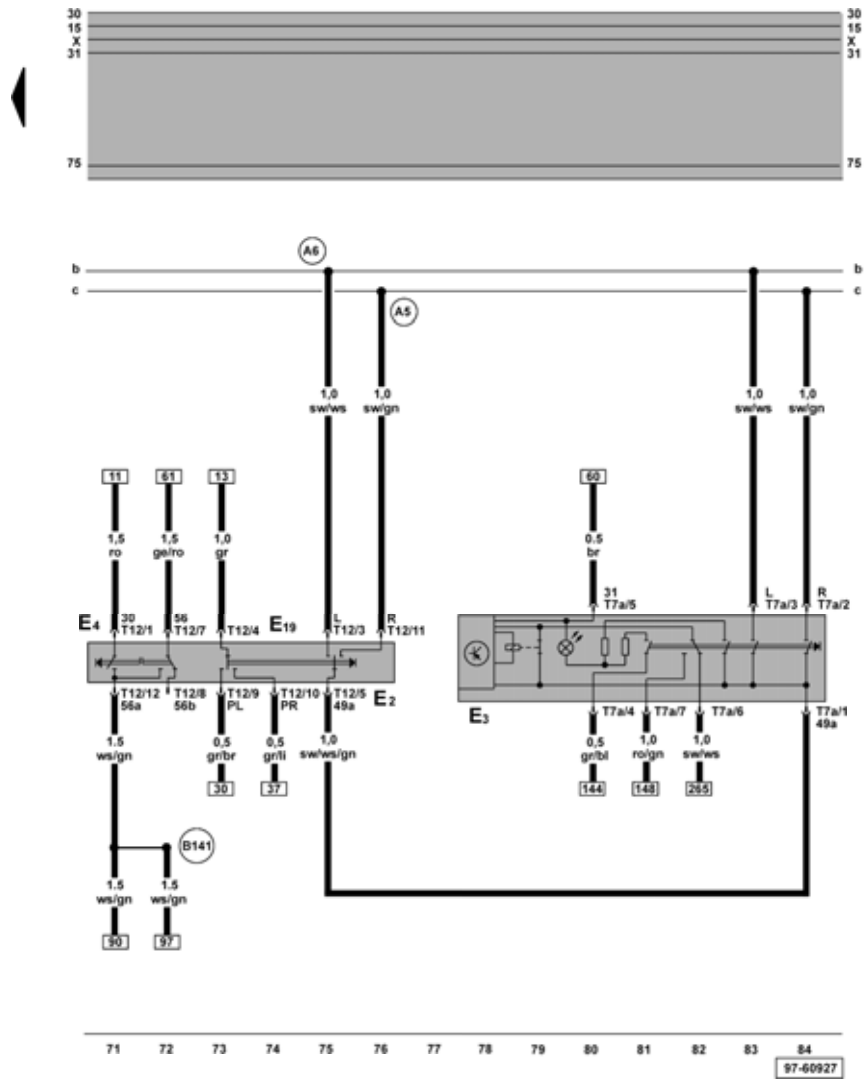 30 30
15 15
X X
31 31
75 75
A6
b b
c c
A5
1,0 1,0 1,0 1,0
sw/ws sw/gn sw/ws sw/gn
11 61 13 60
1,5 1,5 1,0 0.5
ro ge/ro gr br
30 56 L R 31 L R
E4 T12/1 T12/7 T12/4 E19 T12/3 T12/11 T7a/5 T7a/3 T7a/2
T12/12 T12/8 T12/9 T12/10 T12/5 E2 E3 T7a/4 T7a/7 T7a/6 T7a/1
56a 56b PL PR 49a 49a
1.5 0,5 0,5 1,0 0,5 1,0 1,0
ws/gn gr/br gr/li sw/ws/gn gr/bl ro/gn sw/ws
30 37 144 148 265
B141
1.5 1.5
ws/gn ws/gn
90 97
71 72 73 74 75 76 77 78 79 80 81 82 83 84
97-60927